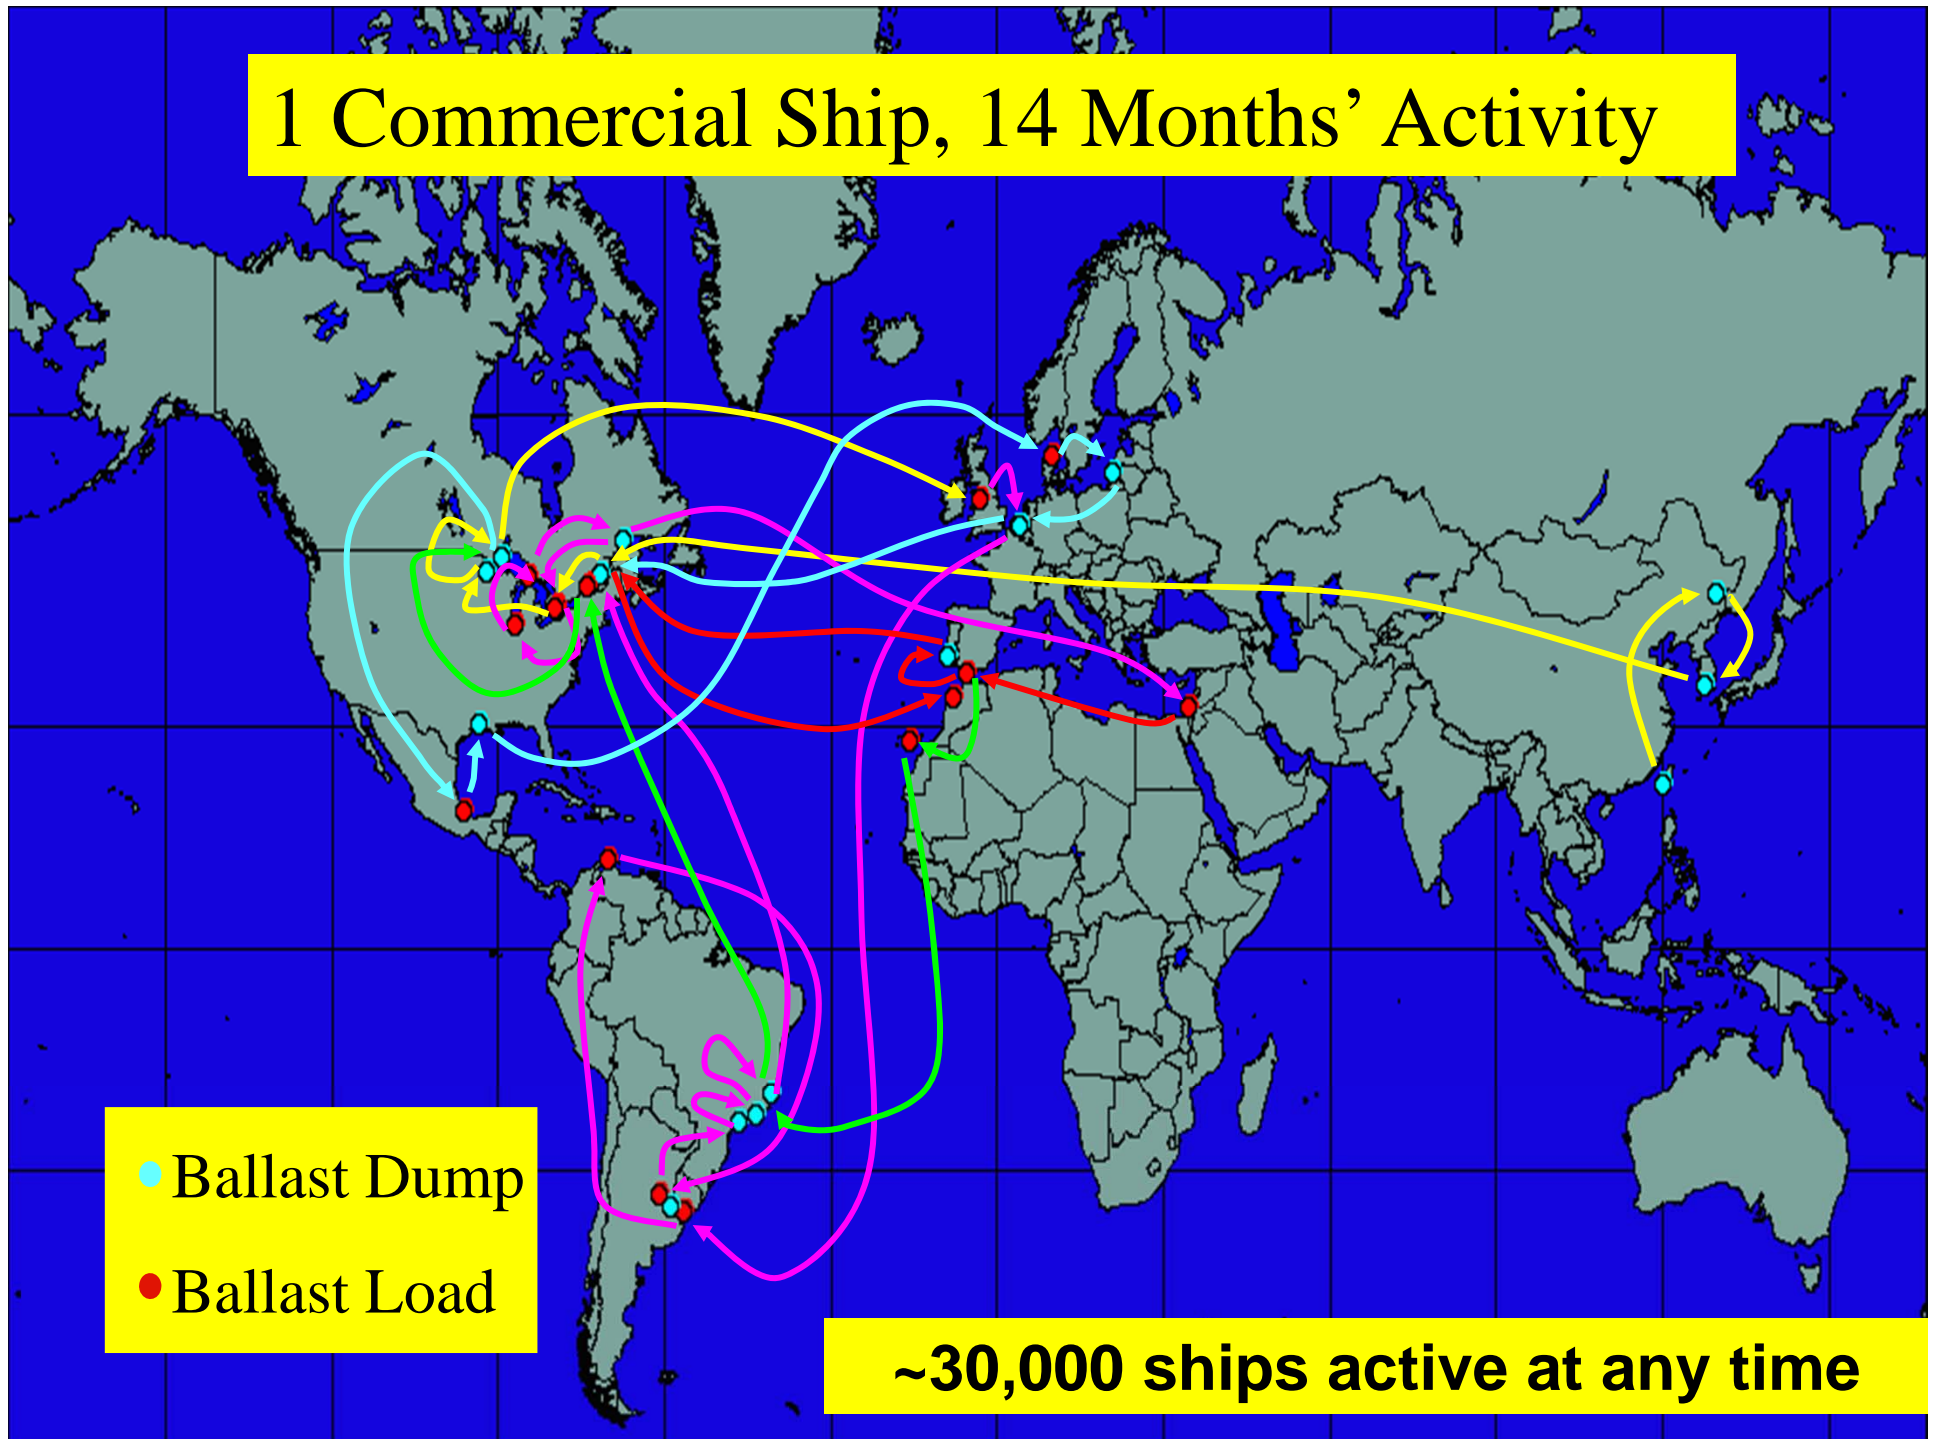 1 Commercial Ship, 14 Months’ Activity
Ballast Dump
Ballast Load
~30,000 ships active at any time